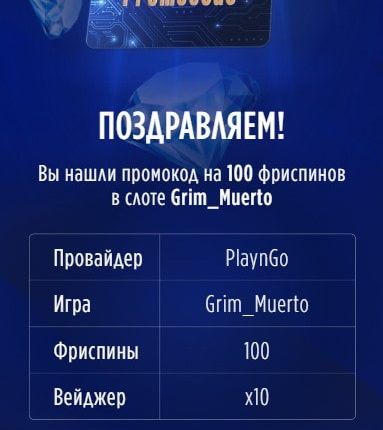 ПОЗДРАВЛЯЕМ!
Вы нашли промокод на 100 фриспинов
в слоте Grim_Muerto
Провайдер PlaynGo
Игра Grim_Muerto
Фриспины 100
Вейджер x10